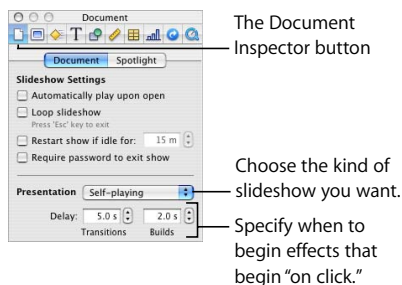 Document
T
Document Spotlight
Slideshow Settings
Automatically play upon open
Loop slideshow
Press 'Esc' key to exit
Restart show if idle for: 15 m
Require password to exit show
Presentation Self-playing
Delay: 5.0 s 2.0 s
Transitions Builds
The Document
Inspector button
Choose the kind of
slideshow you want.
Specify when to
begin effects that
begin “on click.”